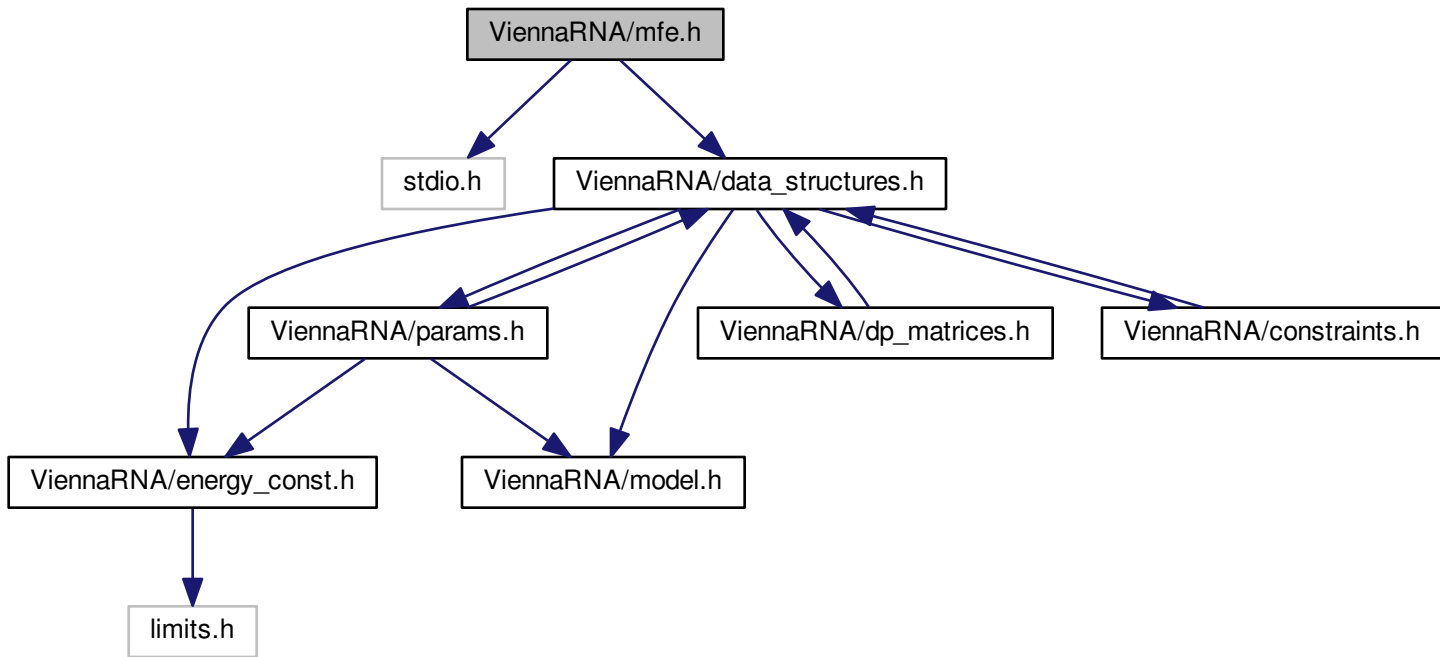 ViennaRNA/mfe.h
stdio.h
ViennaRNA/data_structures.h
ViennaRNA/params.h
ViennaRNA/dp_matrices.h
ViennaRNA/constraints.h
ViennaRNA/energy_const.h
ViennaRNA/model.h
limits.h